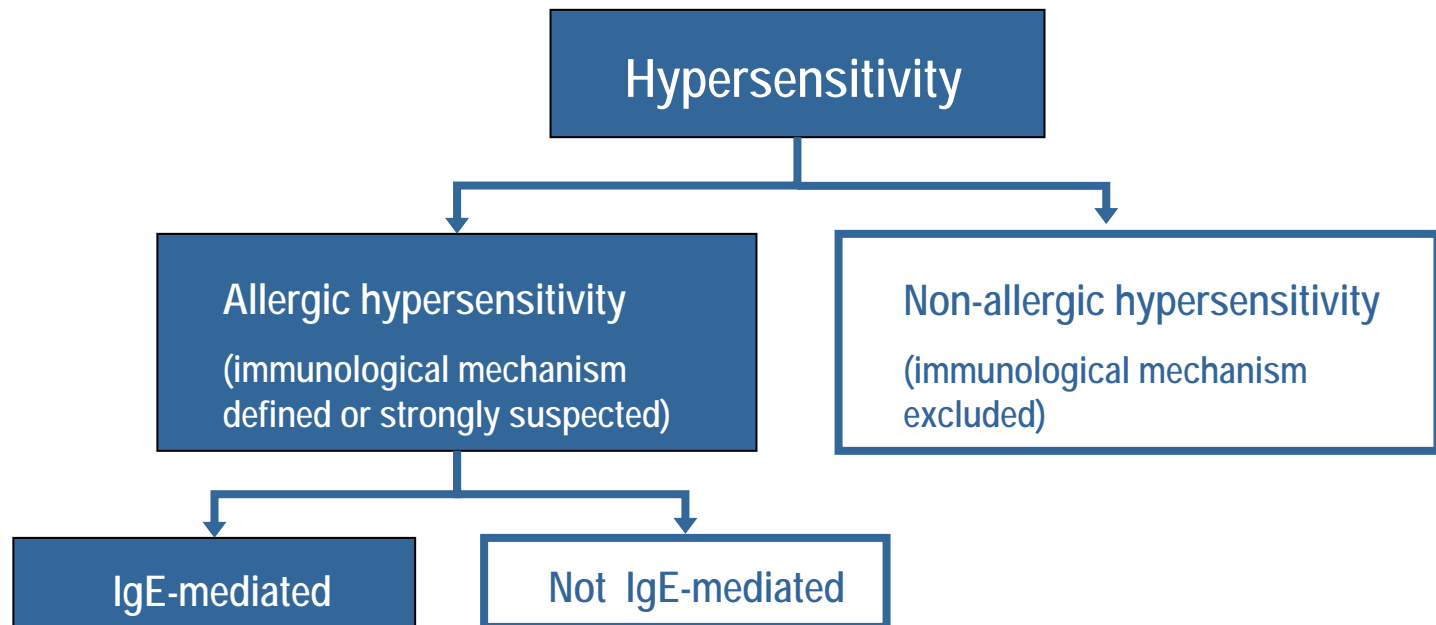 Hypersensitivity
Allergic hypersensitivity
(immunological mechanism
defined or strongly suspected)
Non-allergic hypersensitivity
(immunological mechanism
excluded)
IgE-mediated
Not IgE-mediated